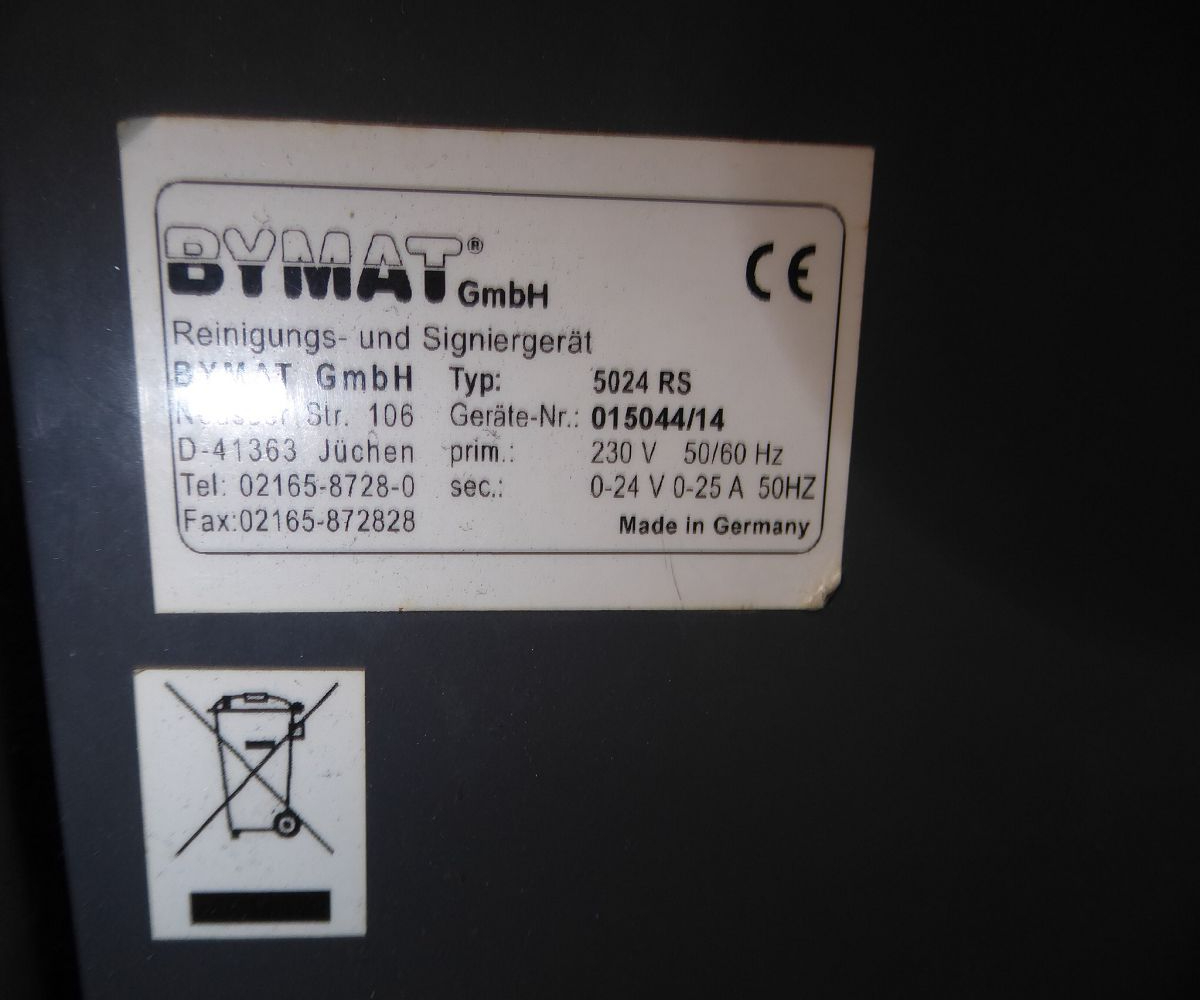 BYMAT® GmbH
CE
Reinigungs- und Signiergerät
BYMAT GmbH Typ: 5024 RS
Str. 106 Geräte-Nr.: 015044/14
D-41363 Jüchen prim.: 230 V 50/60 Hz
Tel: 02165-8728-0 sec.: 0-24 V 0-25 A 50HZ
Fax:02165-872828 Made in Germany